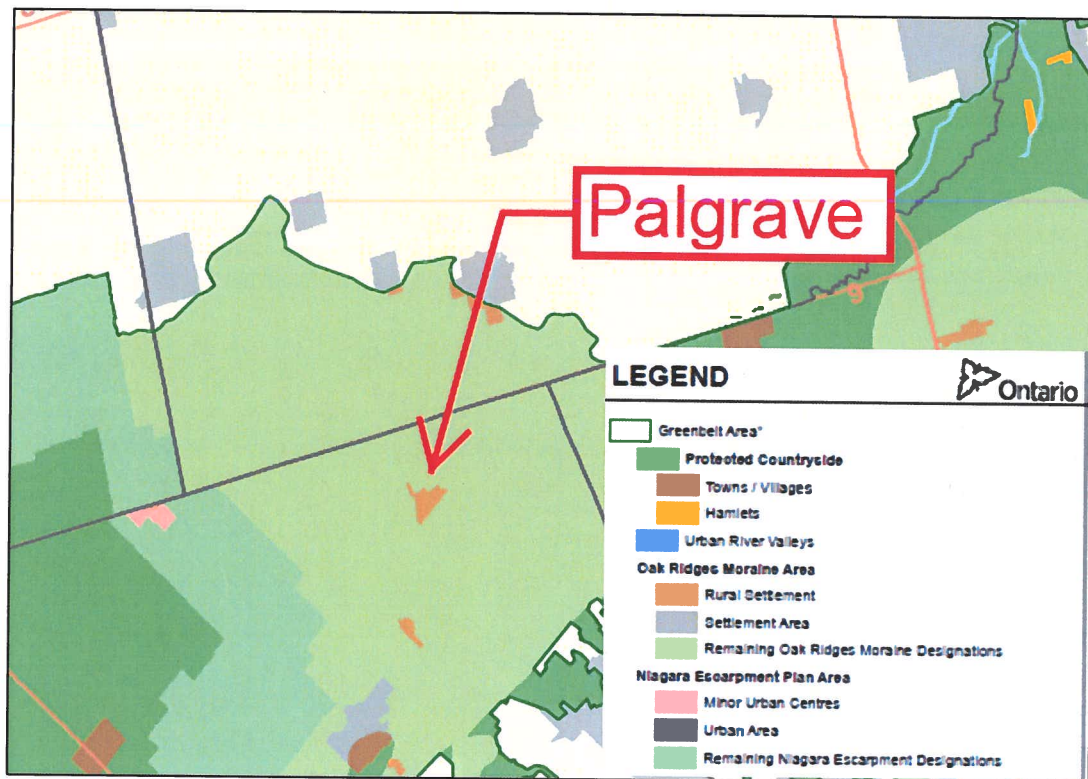 Palgrave
9
LEGEND
Ontario
Greenbelt Area*
Protected Countryside
Towns / Villages
Hamlets
Urban River Valleys
Oak Ridges Moraine Area
Rural Settlement
Settlement Area
Remaining Oak Ridges Moraine Designations
Niagara Escarpment Plan Area
Minor Urban Centres
Urban Area
Remaining Niagara Escarpment Designations